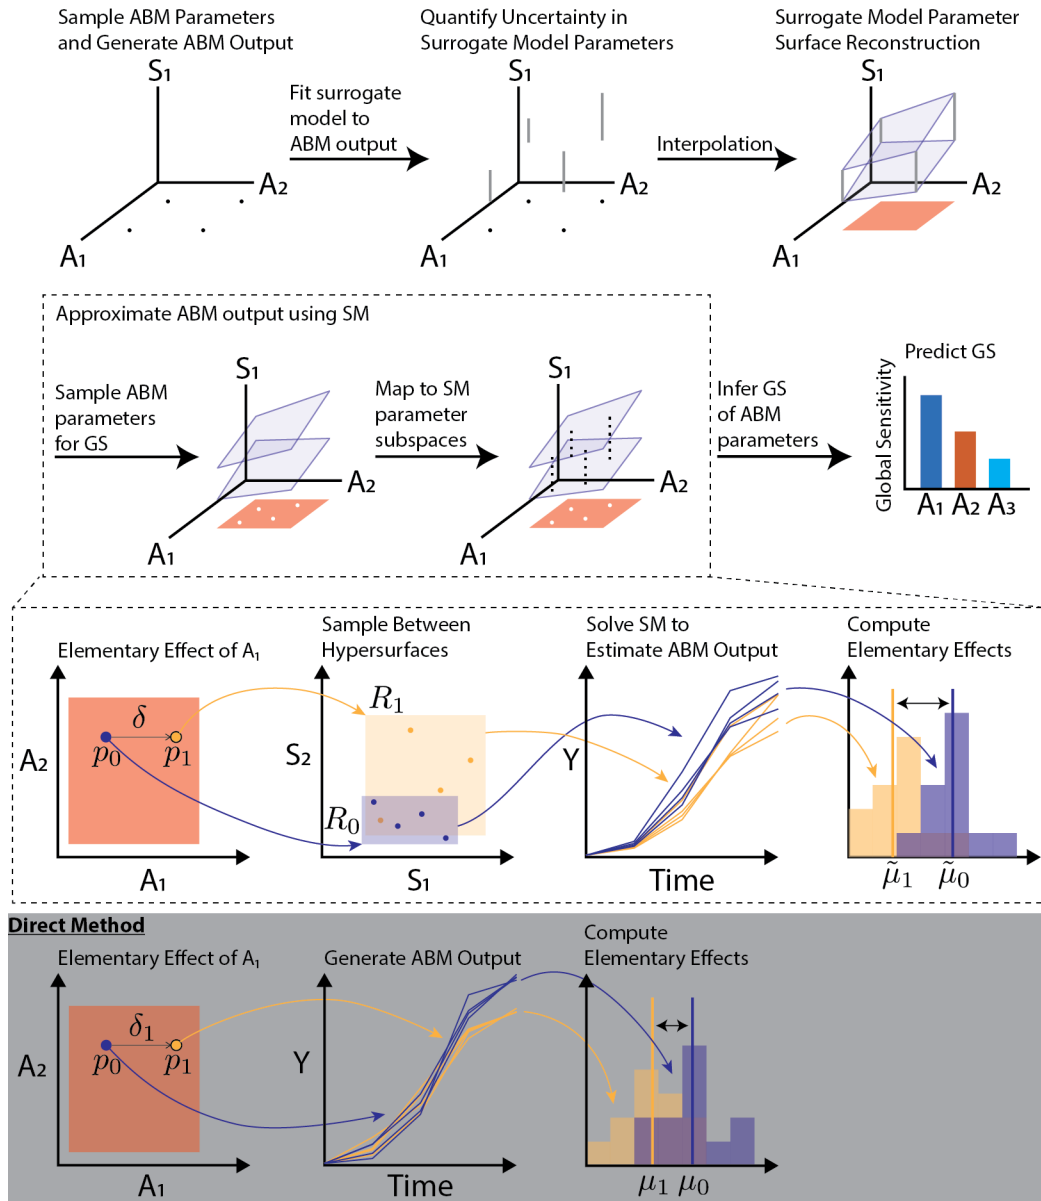 Sample ABM Parameters
and Generate ABM Output
S₁
A₂
A₁
Fit surrogate
model to
ABM output
Quantify Uncertainty in
Surrogate Model Parameters
S₁
A₂
A₁
Interpolation
Surrogate Model Parameter
Surface Reconstruction
S₁
A₂
A₁
Approximate ABM output using SM
Sample ABM
parameters
for GS
S₁
A₂
A₁
Map to SM
parameter
subspaces
S₁
A₂
A₁
Infer GS
of ABM
parameters
Predict GS
Global Sensitivity
A₁ A₂ A₃
Elementary Effect of A₁
A₂
δ
p₀ p₁
A₁
Sample Between
Hypersurfaces
R₁
S₂
R₀
S₁
Solve SM to
Estimate ABM Output
Y
Time
Compute
Elementary Effects
μ̃₁ μ̃₀
Direct Method
Elementary Effect of A₁
A₂
δ₁
p₀ p₁
A₁
Generate ABM Output
Y
Time
Compute
Elementary Effects
μ₁ μ₀